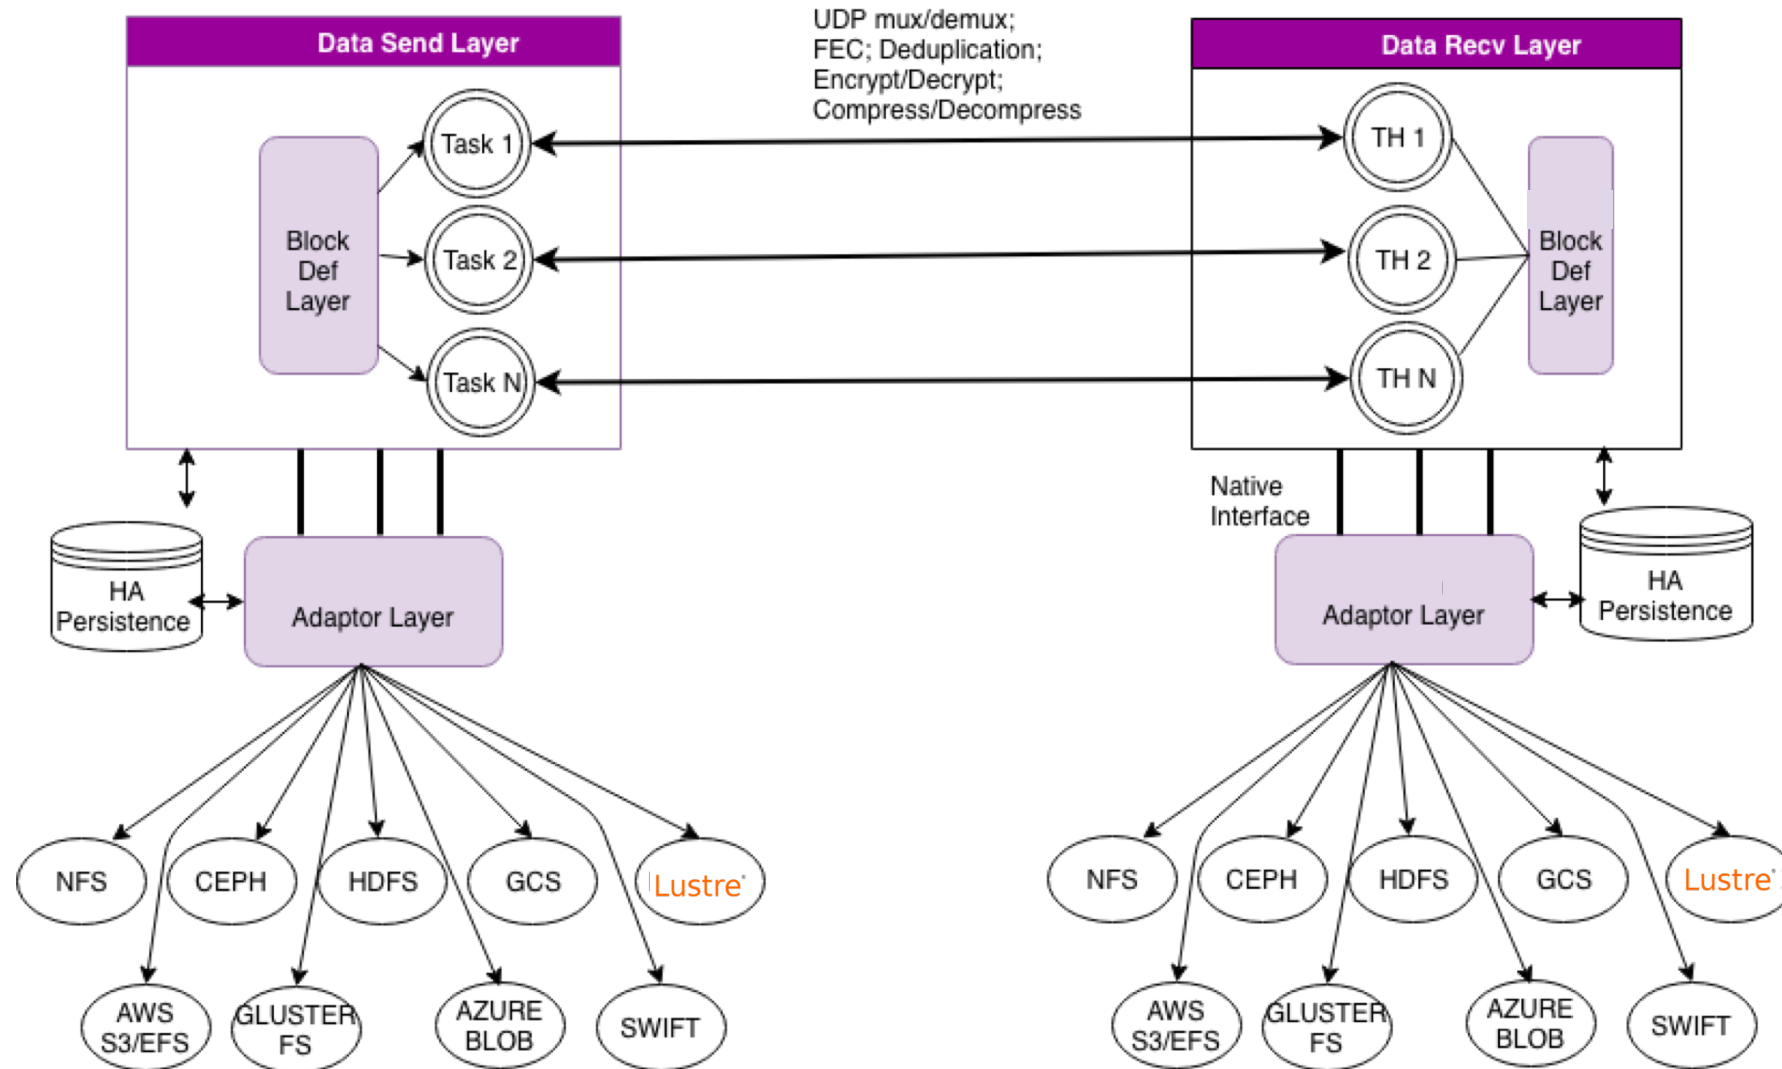 Data Send Layer
UDP mux/demux;
FEC; Deduplication;
Encrypt/Decrypt;
Compress/Decompress
Data Recv Layer
Block
Def
Layer
Task 1
Task 2
Task N
TH 1
TH 2
TH N
Block
Def
Layer
Native
Interface
HA
Persistence
Adaptor Layer
Adaptor Layer
HA
Persistence
NFS
CEPH
HDFS
GCS
Lustre
AWS
S3/EFS
GLUSTER
FS
AZURE
BLOB
SWIFT
NFS
CEPH
HDFS
GCS
Lustre
AWS
S3/EFS
GLUSTER
FS
AZURE
BLOB
SWIFT